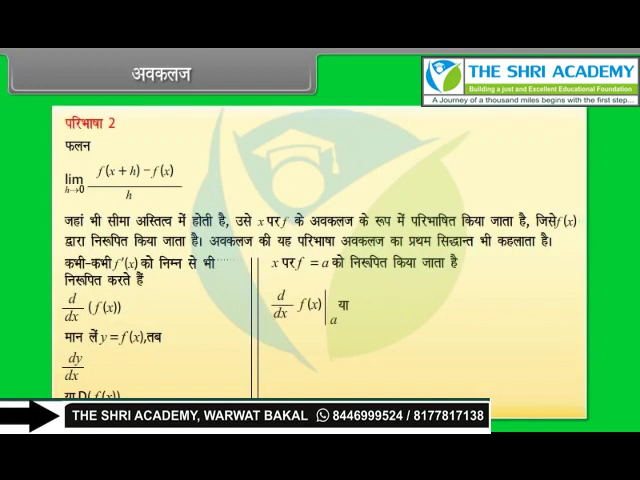 अवकलज
THE SHRI ACADEMY
Building a just and Excellent Educational Foundation
A Journey of a thousand miles begins with the first step...
परिभाषा 2
फलन
lim h→0 f(x + h) − f(x) / h
जहां भी सीमा अस्तित्व में होती है, उसे x पर f के अवकलज के रूप में परिभाषित किया जाता है, जिसे f (x)
द्वारा निरूपित किया जाता है। अवकलज की यह परिभाषा अवकलज का प्रथम सिद्धान्त भी कहलाता है।
कभी-कभी f'(x) को निम्न से भी
निरूपित करते हैं
d/dx (f(x))
मान लें y = f(x), तब
dy/dx
या D( f(x))
x पर f = a को निरूपित किया जाता है
d/dx f(x)|a या
THE SHRI ACADEMY, WARWAT BAKAL 8446999524 / 8177817138